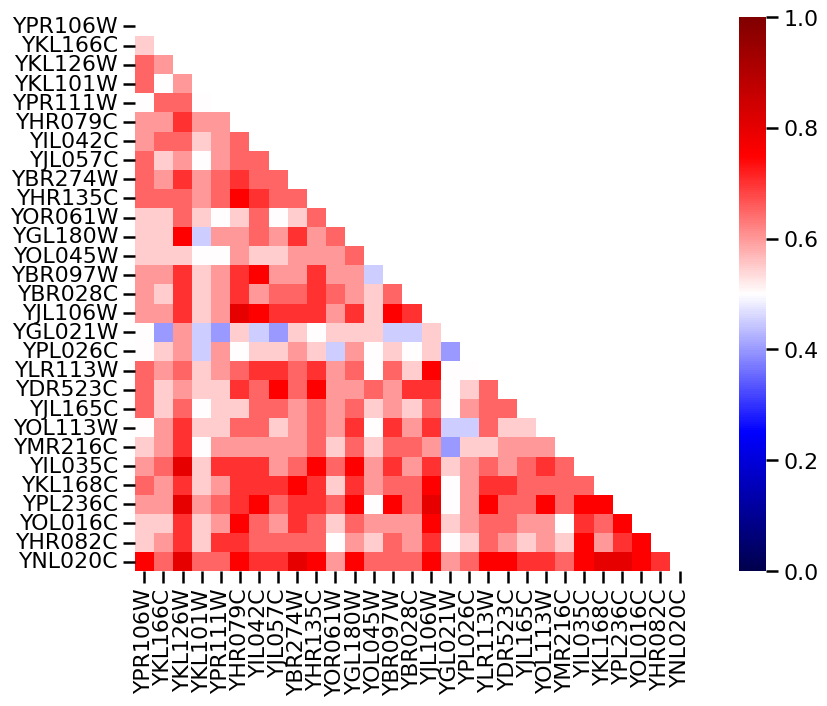 YPR106W
YKL166C
YKL126W
YKL101W
YPR111W
YHR079C
YIL042C
YJL057C
YBR274W
YHR135C
YOR061W
YGL180W
YOL045W
YBR097W
YBR028C
YJL106W
YGL021W
YPL026C
YLR113W
YDR523C
YJL165C
YOL113W
YMR216C
YIL035C
YKL168C
YPL236C
YOL016C
YHR082C
YNL020C
YPR106W
YKL166C
YKL126W
YKL101W
YPR111W
YHR079C
YIL042C
YJL057C
YBR274W
YHR135C
YOR061W
YGL180W
YOL045W
YBR097W
YBR028C
YJL106W
YGL021W
YPL026C
YLR113W
YDR523C
YJL165C
YOL113W
YMR216C
YIL035C
YKL168C
YPL236C
YOL016C
YHR082C
YNL020C
1.0
0.8
0.6
0.4
0.2
0.0